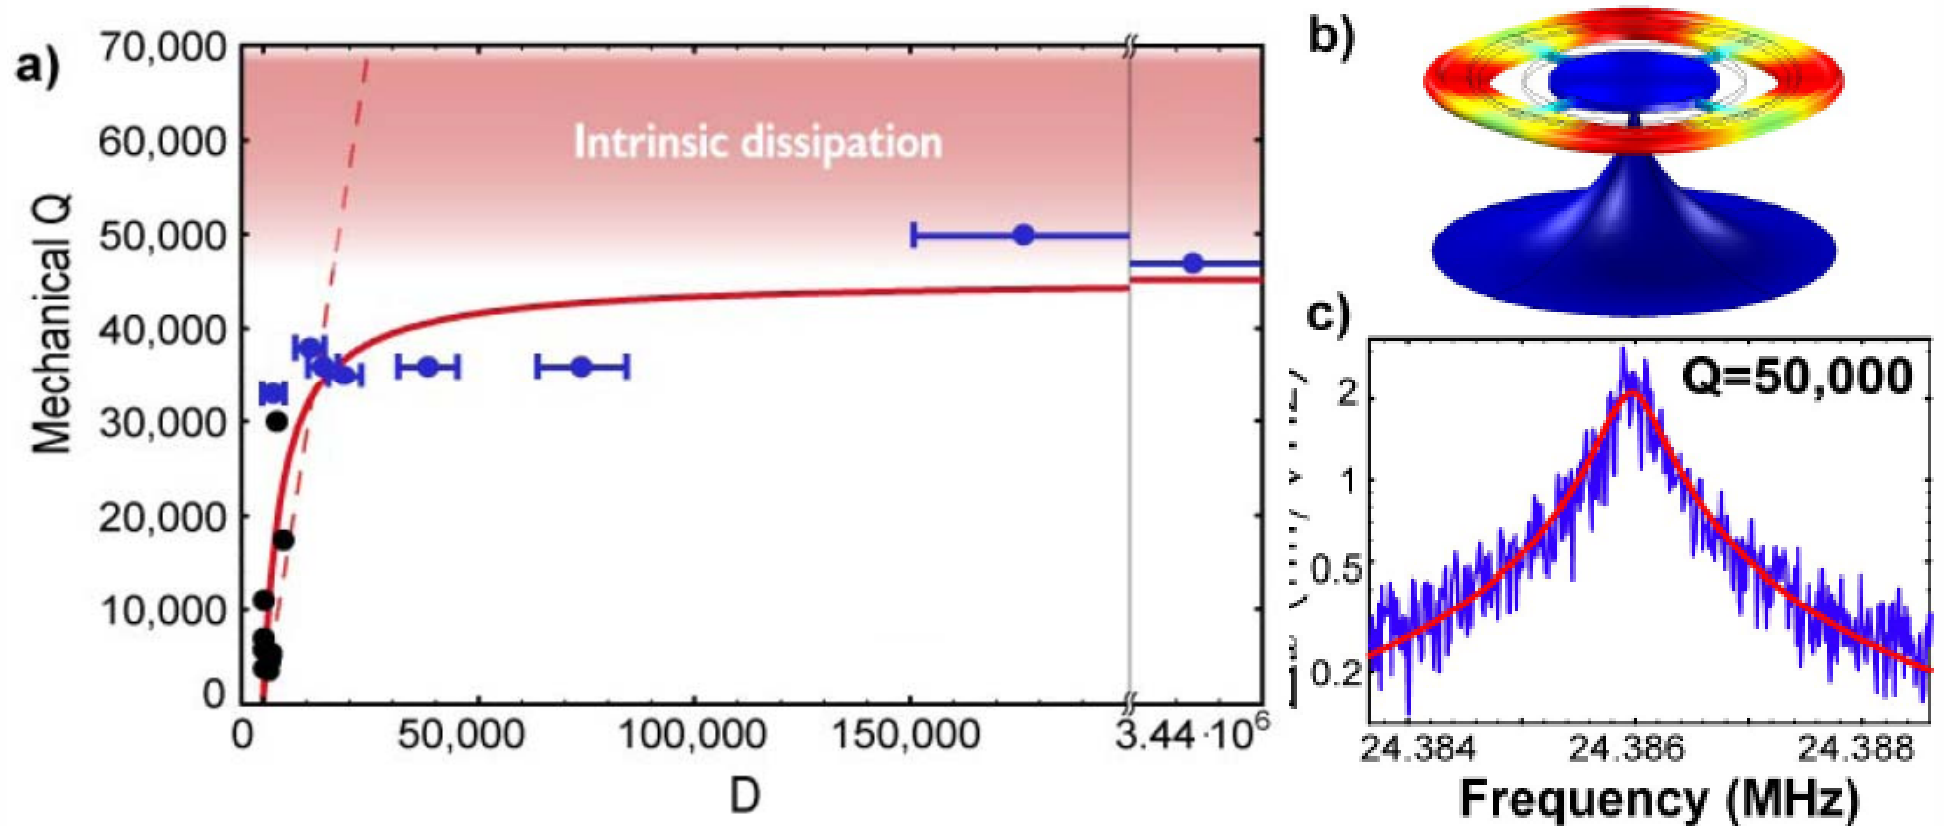 a)
70,000
60,000
50,000
40,000
30,000
20,000
10,000
0
Mechanical Q
Intrinsic dissipation
0 50,000 100,000 150,000 3.44·10⁶
D
b)
c)
Q=50,000
2
1
0.5
0.2
24.384 24.386 24.388
Frequency (MHz)